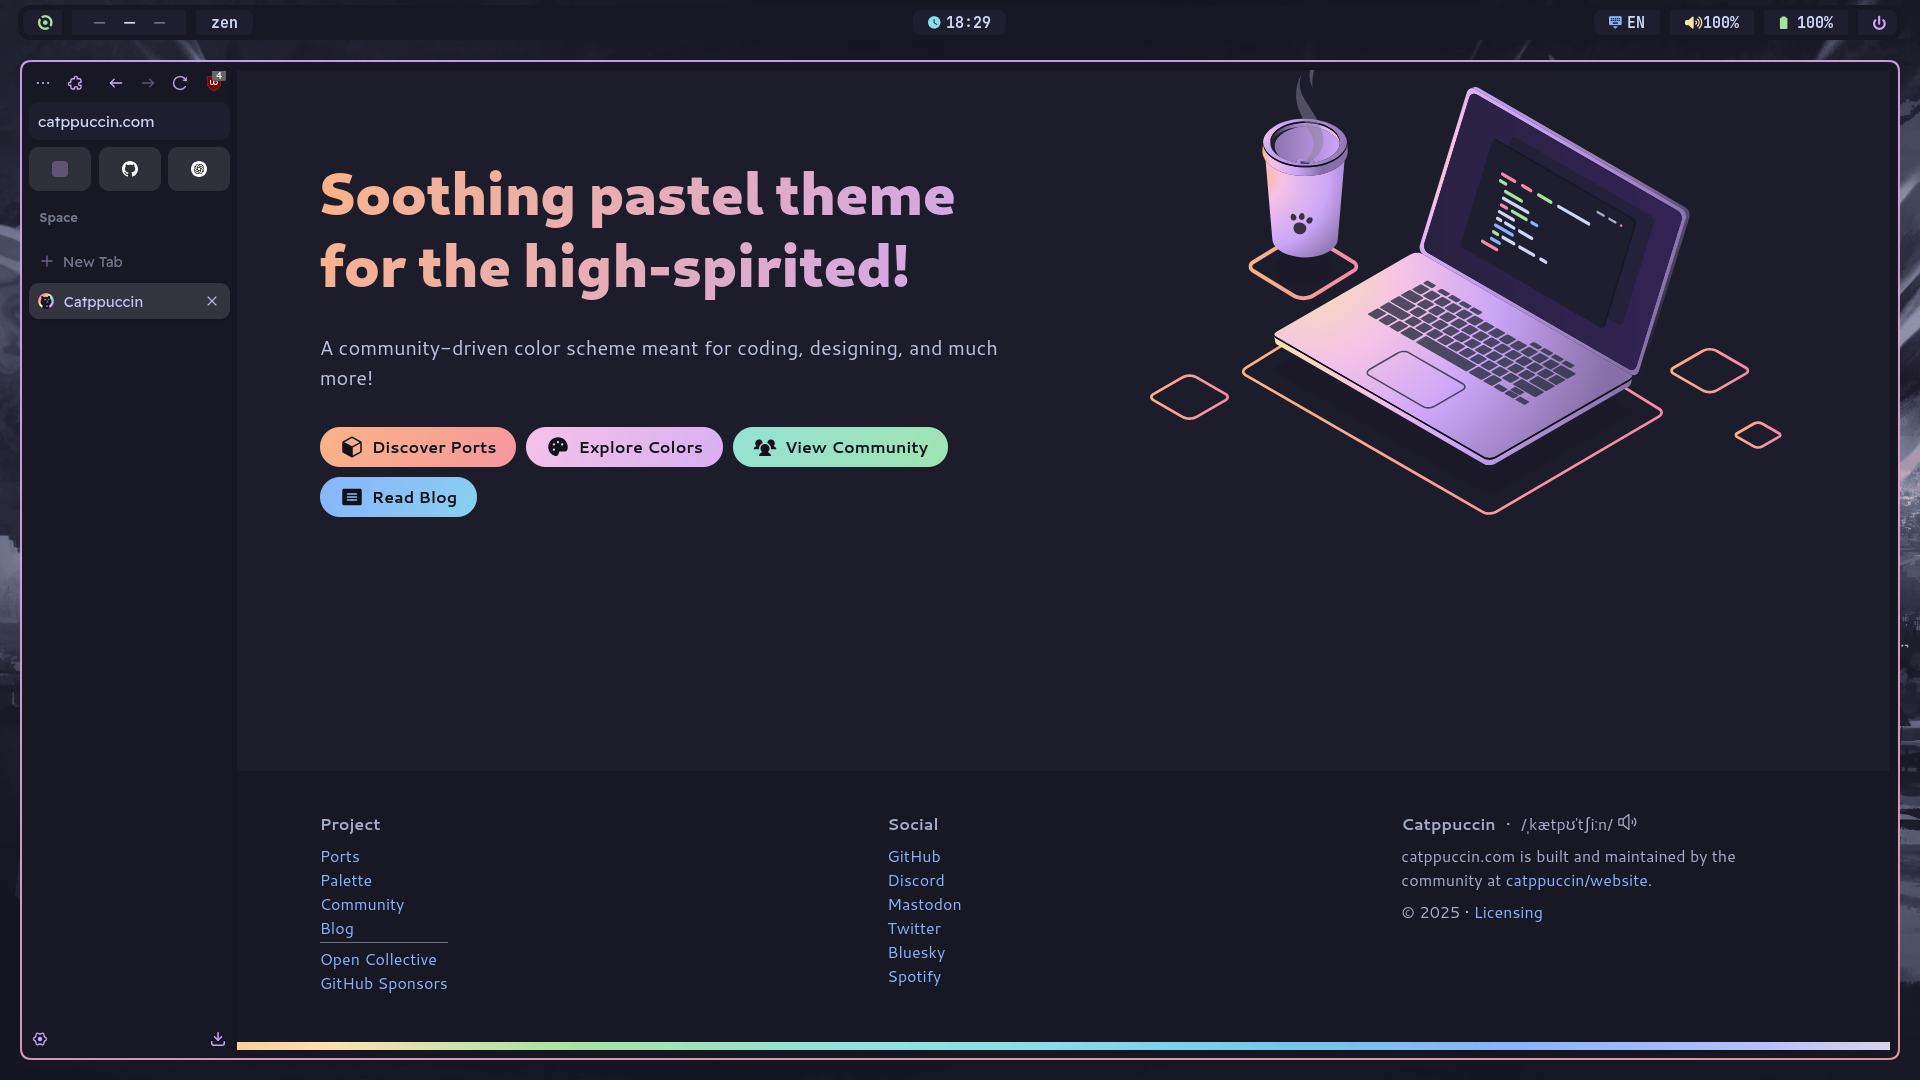 zen
18:29
EN
100%
100%
4
catppuccin.com
Space
New Tab
Catppuccin
Soothing pastel theme
for the high-spirited!
A community-driven color scheme meant for coding, designing, and much
more!
Discover Ports
Explore Colors
View Community
Read Blog
Project
Ports
Palette
Community
Blog
Open Collective
GitHub Sponsors
Social
GitHub
Discord
Mastodon
Twitter
Bluesky
Spotify
Catppuccin · /ˌkætpʊˈtʃiːn/
catppuccin.com is built and maintained by the
community at catppuccin/website.
© 2025 · Licensing